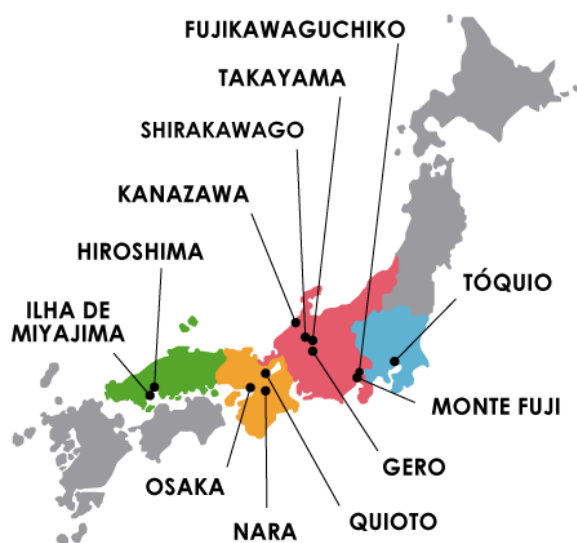 FUJIKAWAGUCHIKO
TAKAYAMA
SHIRAKAWAGO
KANAZAWA
HIROSHIMA
ILHA DE
MIYAJIMA
TÓQUIO
MONTE FUJI
GERO
OSAKA
QUIOTO
NARA